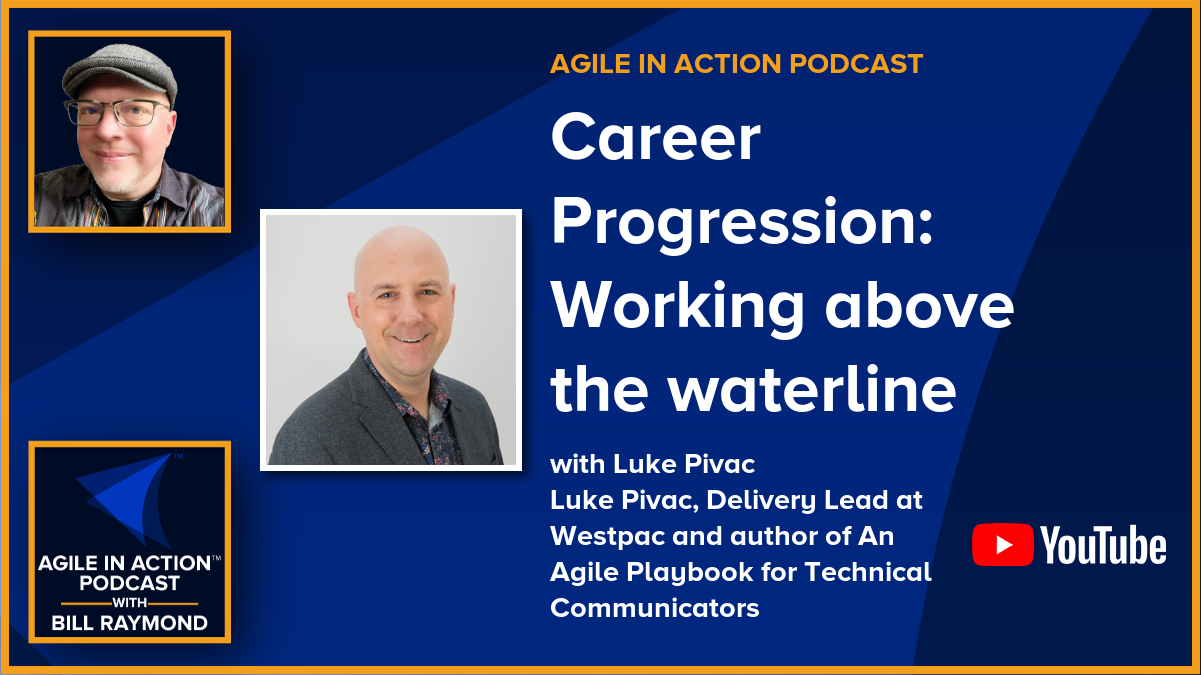 AGILE IN ACTION PODCAST
Career
Progression:
Working above
the waterline
with Luke Pivac
Luke Pivac, Delivery Lead at
Westpac and author of An
Agile Playbook for Technical
Communicators
YouTube
TM
AGILE IN ACTION™
PODCAST
WITH
BILL RAYMOND